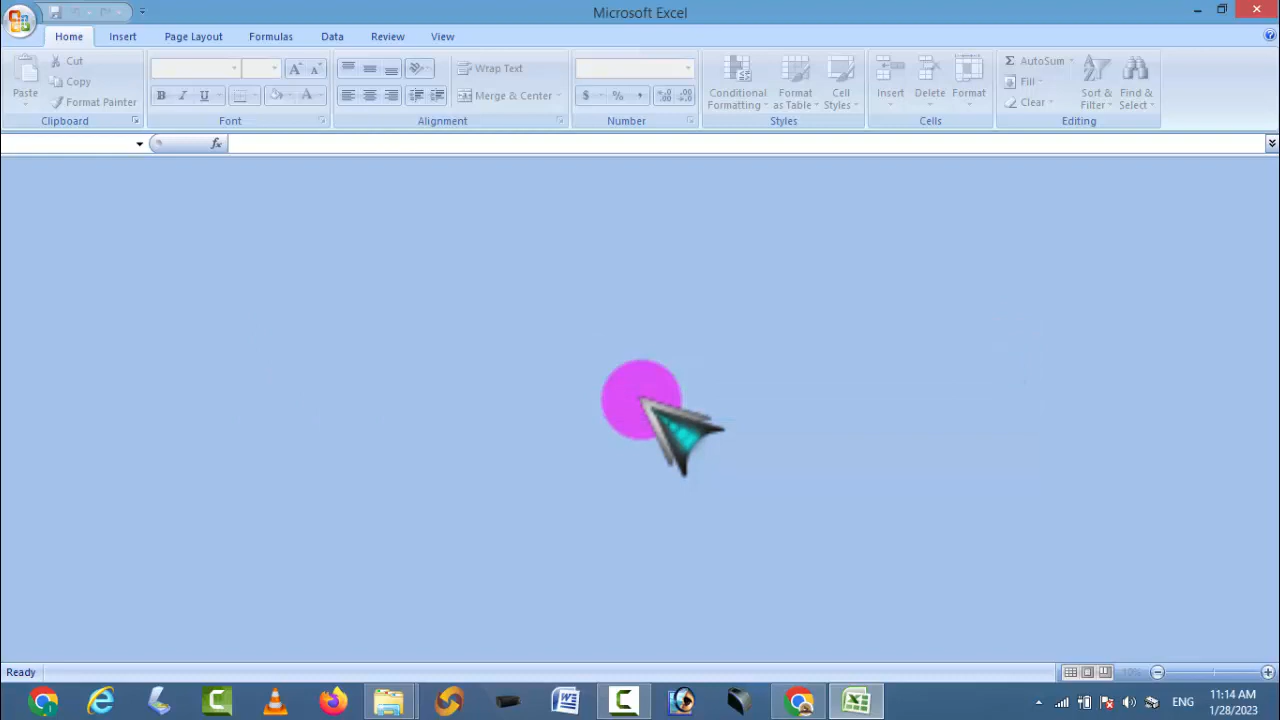 Microsoft Excel
Home Insert Page Layout Formulas Data Review View
Paste
Cut
Copy
Format Painter
Clipboard
B I U
A A
A
Font
Wrap Text
Merge & Center
Alignment
$ % ,
Number
Conditional Formatting
Format as Table
Cell Styles
Styles
Insert
Delete
Format
Cells
Σ AutoSum
Fill
Clear
Sort & Filter
Find & Select
Editing
fx
Ready
10%
ENG
11:14 AM
1/28/2023